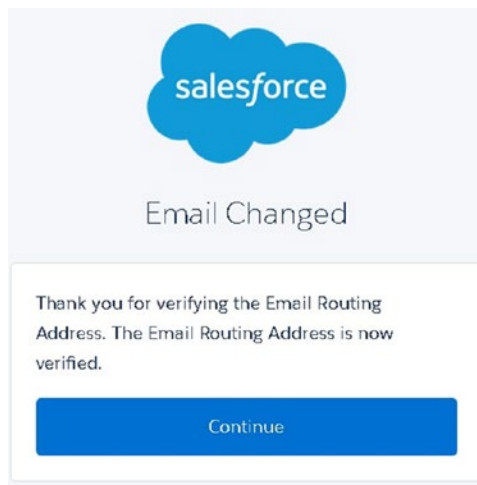 salesforce
Email Changed
Thank you for verifying the Email Routing
Address. The Email Routing Address is now
verified.
Continue